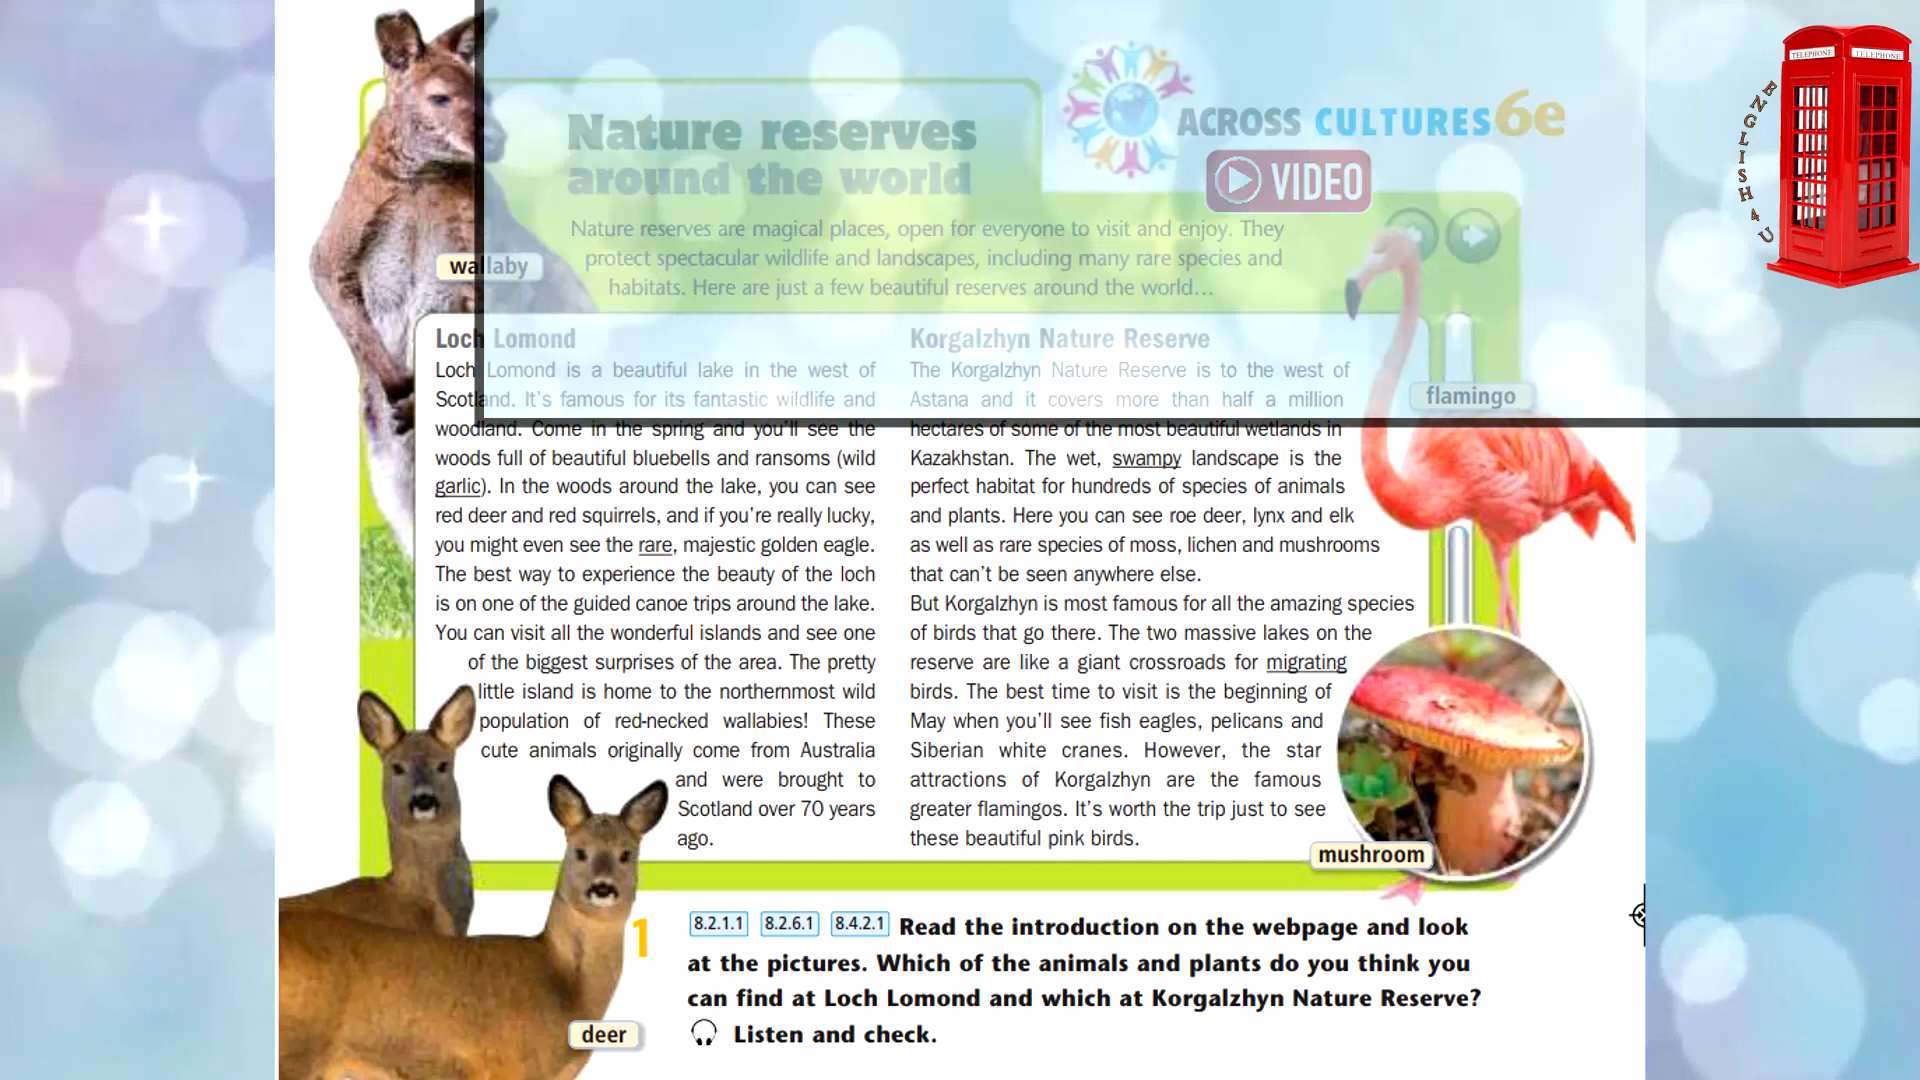 TELEPHONE TELEPHONE
ENGLISH 4 U
Nature reserves
around the world
ACROSS CULTURES 6e
VIDEO
Nature reserves are magical places, open for everyone to visit and enjoy. They
protect spectacular wildlife and landscapes, including many rare species and
habitats. Here are just a few beautiful reserves around the world...
wallaby
Loch Lomond
Loch Lomond is a beautiful lake in the west of
Scotland. It's famous for its fantastic wildlife and
woodland. Come in the spring and you'll see the
woods full of beautiful bluebells and ransoms (wild
garlic). In the woods around the lake, you can see
red deer and red squirrels, and if you're really lucky,
you might even see the rare, majestic golden eagle.
The best way to experience the beauty of the loch
is on one of the guided canoe trips around the lake.
You can visit all the wonderful islands and see one
of the biggest surprises of the area. The pretty
little island is home to the northernmost wild
population of red-necked wallabies! These
cute animals originally come from Australia
and were brought to
Scotland over 70 years
ago.
Korgalzhyn Nature Reserve
The Korgalzhyn Nature Reserve is to the west of
Astana and it covers more than half a million
hectares of some of the most beautiful wetlands in
Kazakhstan. The wet, swampy landscape is the
perfect habitat for hundreds of species of animals
and plants. Here you can see roe deer, lynx and elk
as well as rare species of moss, lichen and mushrooms
that can't be seen anywhere else.
But Korgalzhyn is most famous for all the amazing species
of birds that go there. The two massive lakes on the
reserve are like a giant crossroads for migrating
birds. The best time to visit is the beginning of
May when you'll see fish eagles, pelicans and
Siberian white cranes. However, the star
attractions of Korgalzhyn are the famous
greater flamingos. It's worth the trip just to see
these beautiful pink birds.
flamingo
mushroom
deer
1 8.2.1.1 8.2.6.1 8.4.2.1 Read the introduction on the webpage and look
at the pictures. Which of the animals and plants do you think you
can find at Loch Lomond and which at Korgalzhyn Nature Reserve?
Listen and check.